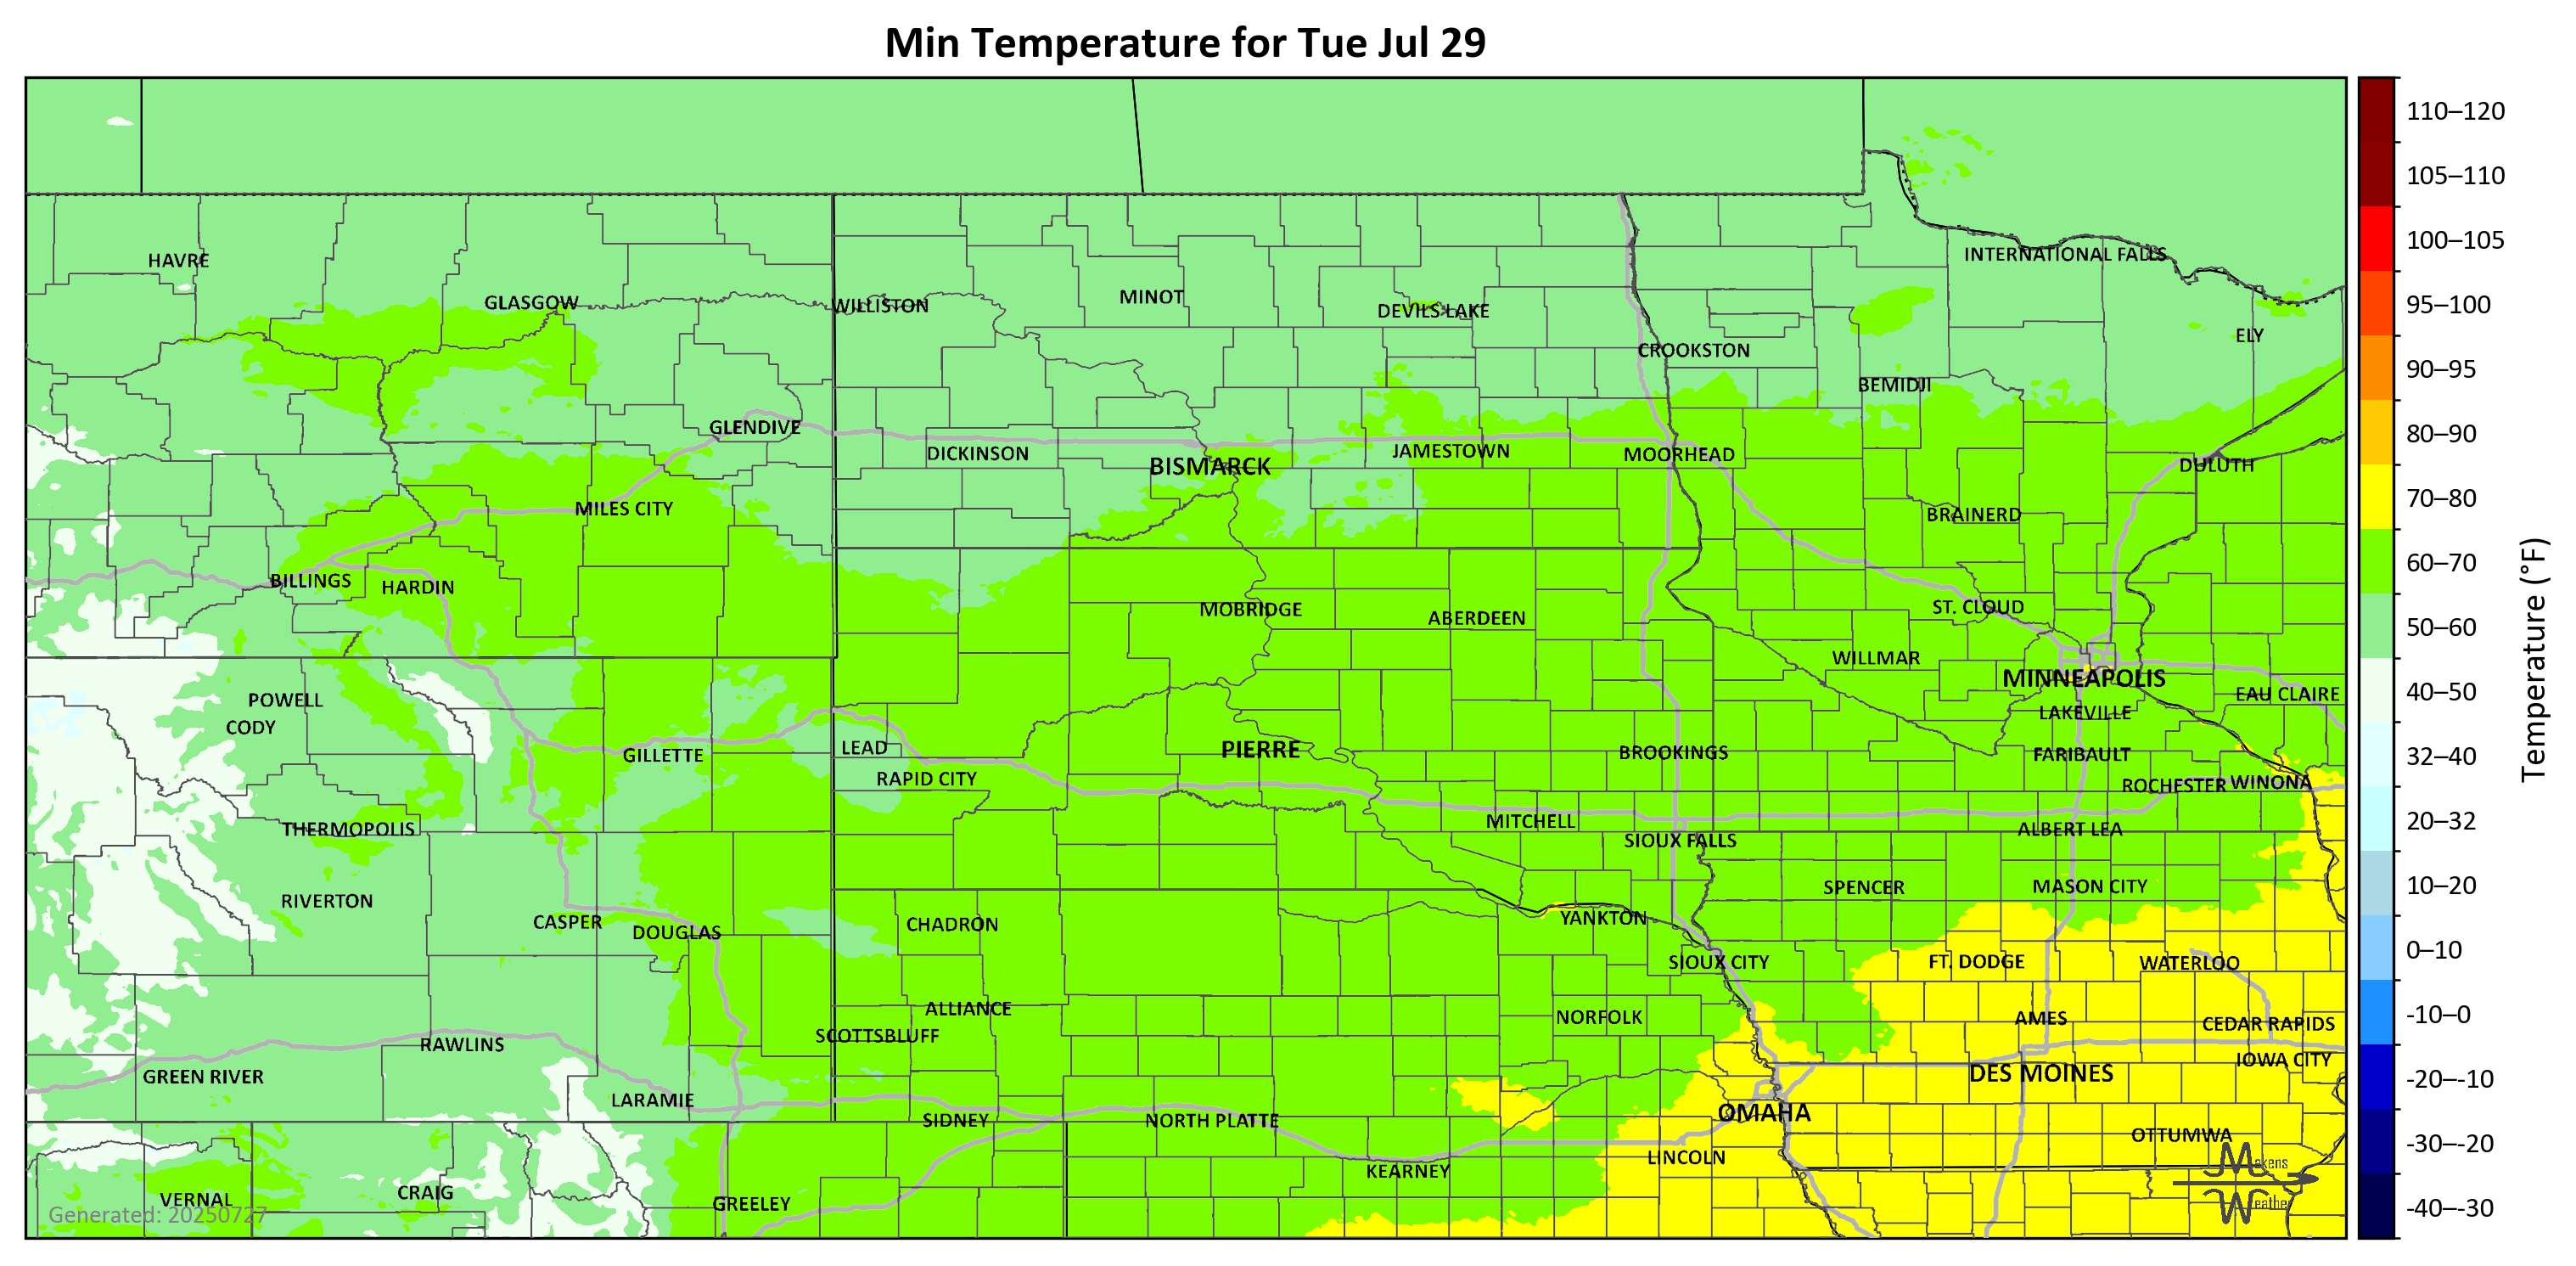 Min Temperature for Tue Jul 29
110–120
105–110
100–105
95–100
90–95
80–90
70–80
60–70
50–60
40–50
32–40
20–32
10–20
0–10
-10–0
-20–-10
-30–-20
-40–-30
Temperature (°F)
HAVRE
INTERNATIONAL FALLS
GLASGOW
WILLISTON
MINOT
DEVILS LAKE
ELY
CROOKSTON
BEMIDJI
GLENDIVE
DICKINSON
BISMARCK
JAMESTOWN
MOORHEAD
DULUTH
MILES CITY
BRAINERD
BILLINGS
HARDIN
MOBRIDGE
ABERDEEN
ST. CLOUD
WILLMAR
MINNEAPOLIS
EAU CLAIRE
POWELL
CODY
LAKEVILLE
GILLETTE
LEAD
PIERRE
BROOKINGS
FARIBAULT
RAPID CITY
ROCHESTER
WINONA
THERMOPOLIS
MITCHELL
SIOUX FALLS
ALBERT LEA
RIVERTON
SPENCER
MASON CITY
CASPER
DOUGLAS
CHADRON
YANKTON
SIOUX CITY
FT. DODGE
WATERLOO
ALLIANCE
NORFOLK
AMES
CEDAR RAPIDS
SCOTTSBLUFF
RAWLINS
IOWA CITY
GREEN RIVER
DES MOINES
LARAMIE
SIDNEY
NORTH PLATTE
OMAHA
OTTUMWA
LINCOLN
KEARNEY
VERNAL
CRAIG
GREELEY
Generated: 20250727
Makens
Weather